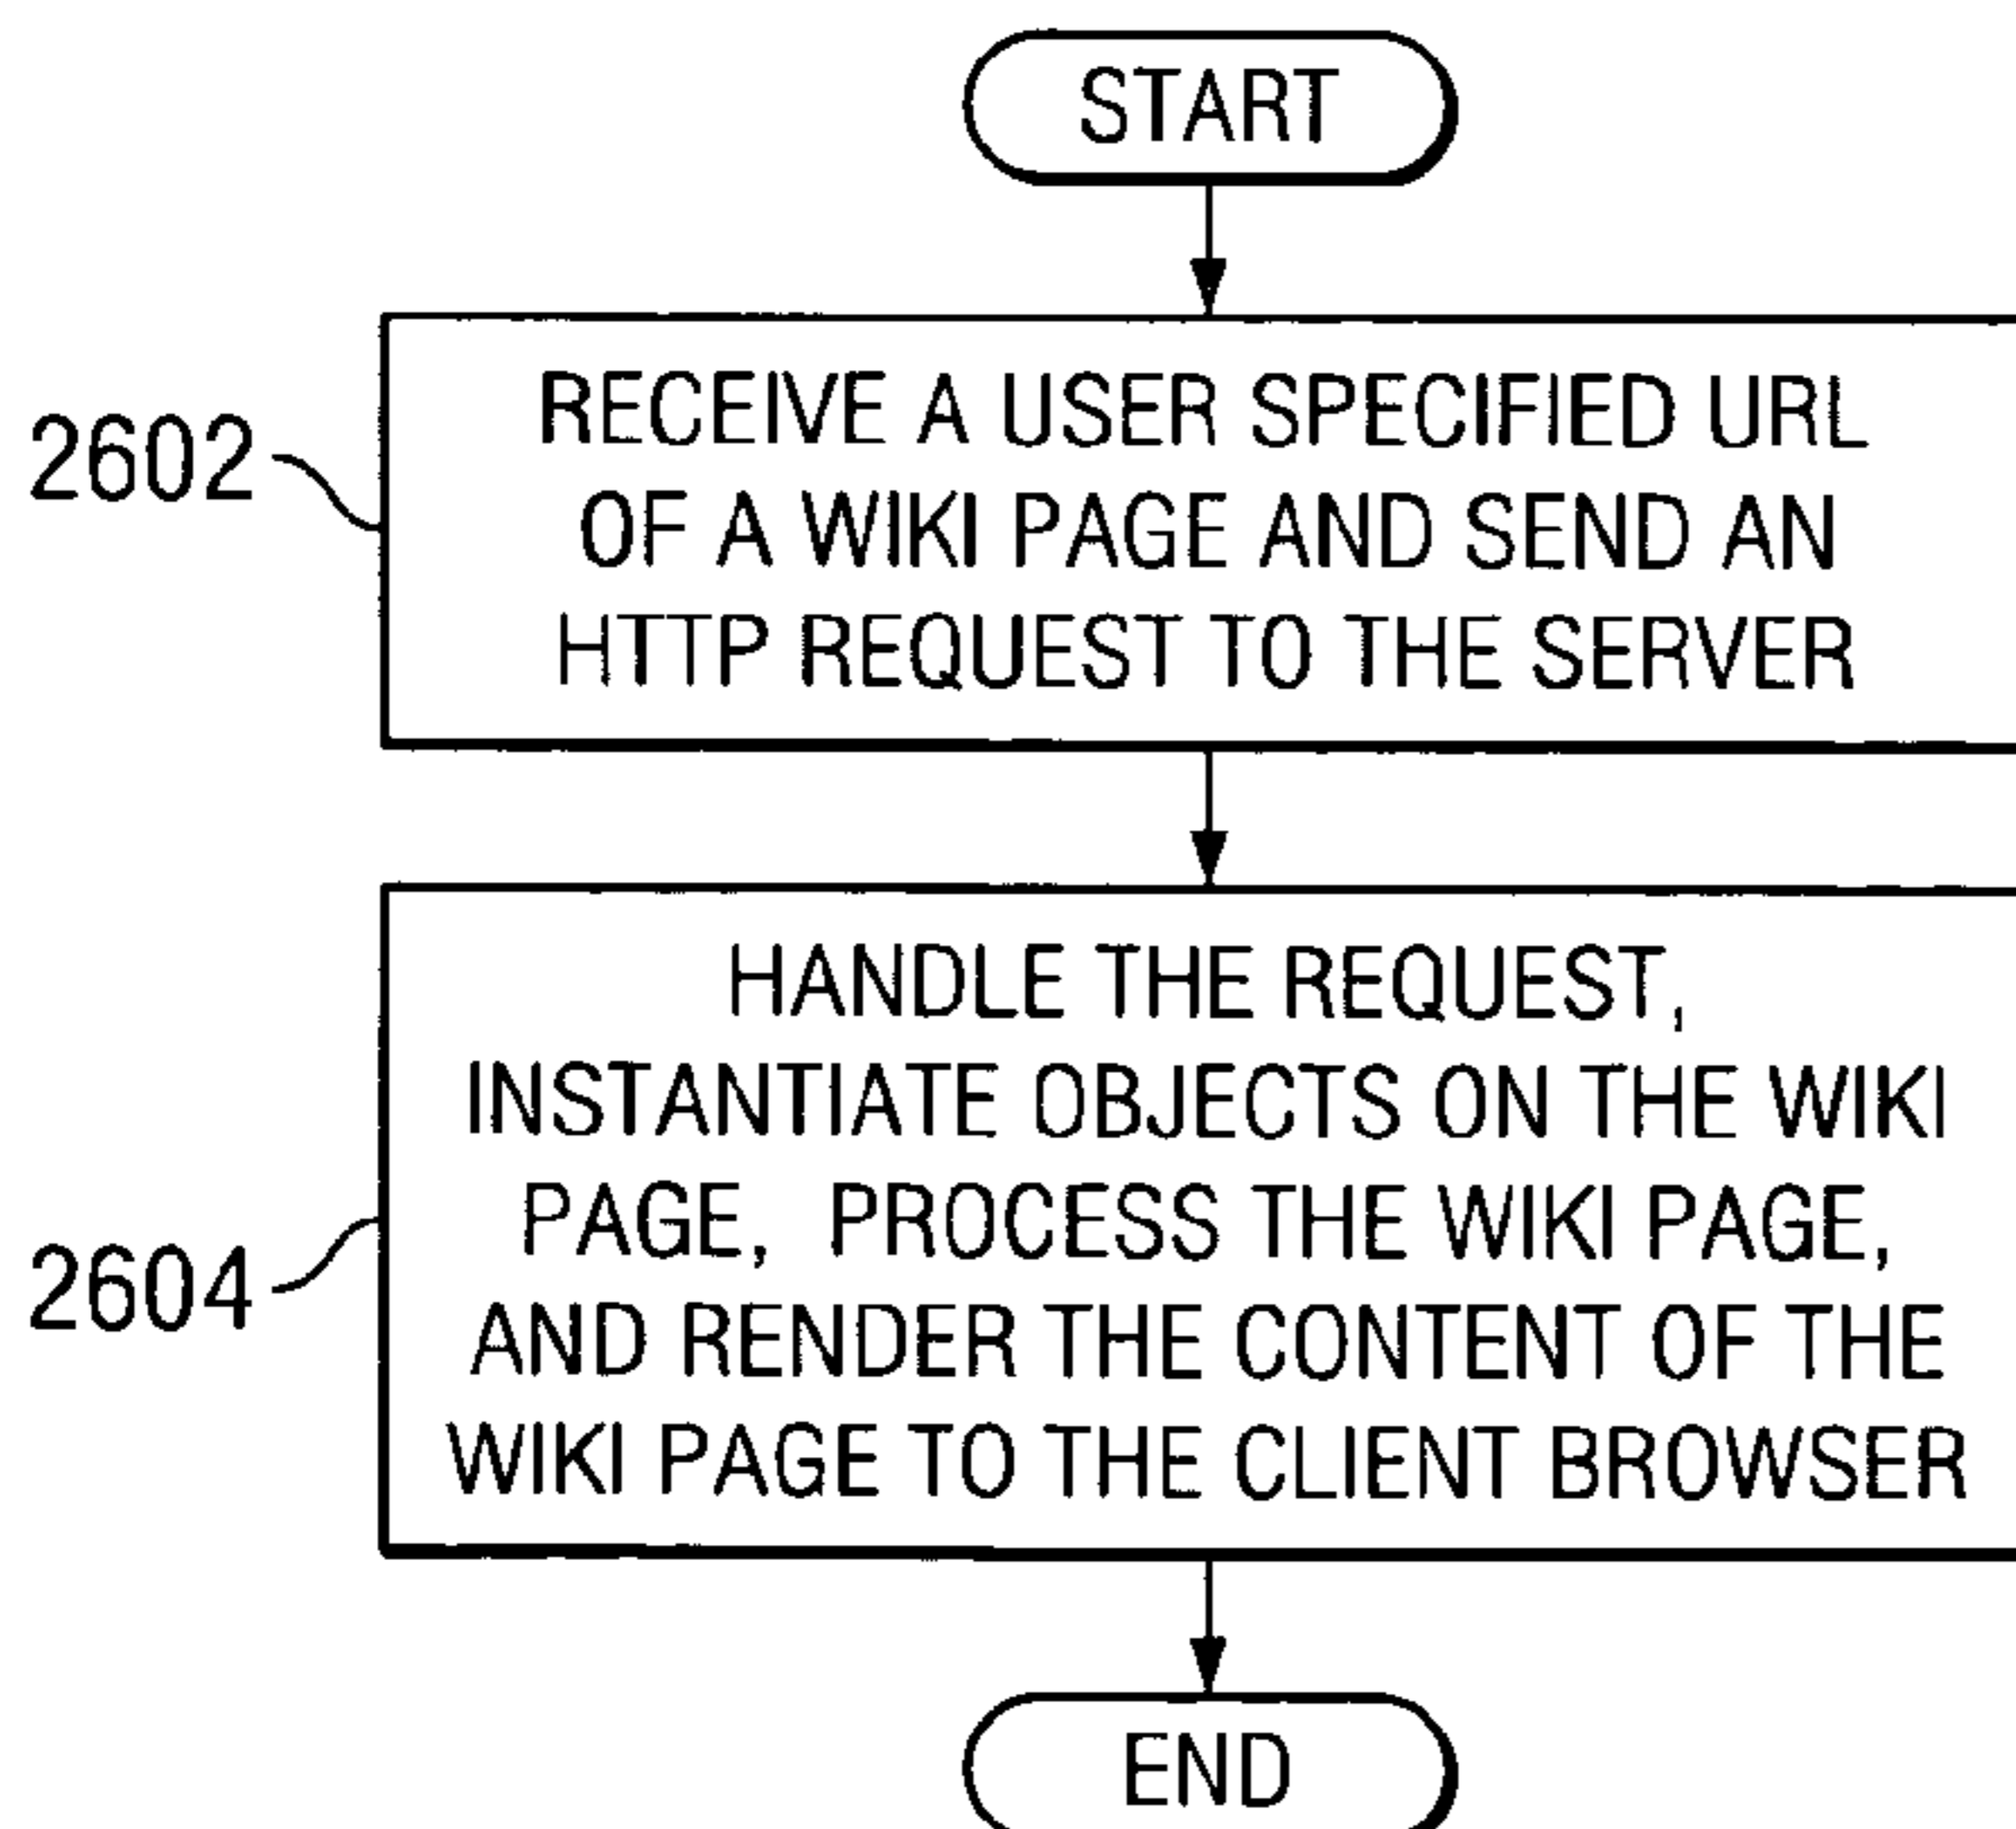 START
2602
RECEIVE A USER SPECIFIED URL
OF A WIKI PAGE AND SEND AN
HTTP REQUEST TO THE SERVER
2604
HANDLE THE REQUEST,
INSTANTIATE OBJECTS ON THE WIKI
PAGE, PROCESS THE WIKI PAGE,
AND RENDER THE CONTENT OF THE
WIKI PAGE TO THE CLIENT BROWSER
END